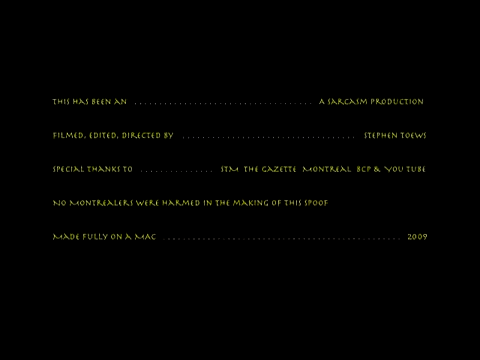 This has been an .................................... A Sarcasm Production
Filmed, Edited, Directed by .................................... Stephen Toews
Special thanks to ............... STM The Gazette Montreal BCP & You Tube
No Montrealers were harmed in the making of this spoof
Made fully on a Mac ................................................ 2009